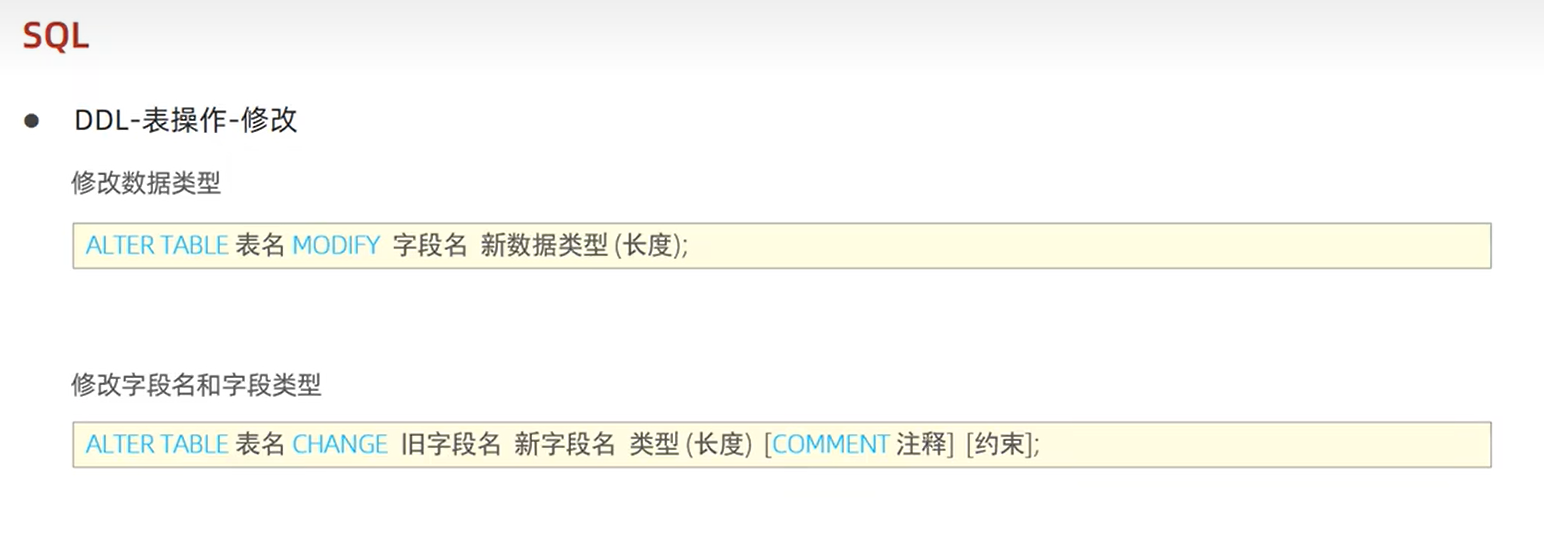 SQL
● DDL-表操作-修改
修改数据类型
ALTER TABLE 表名 MODIFY 字段名 新数据类型 (长度);
修改字段名和字段类型
ALTER TABLE 表名 CHANGE 旧字段名 新字段名 类型 (长度) [COMMENT 注释] [约束];